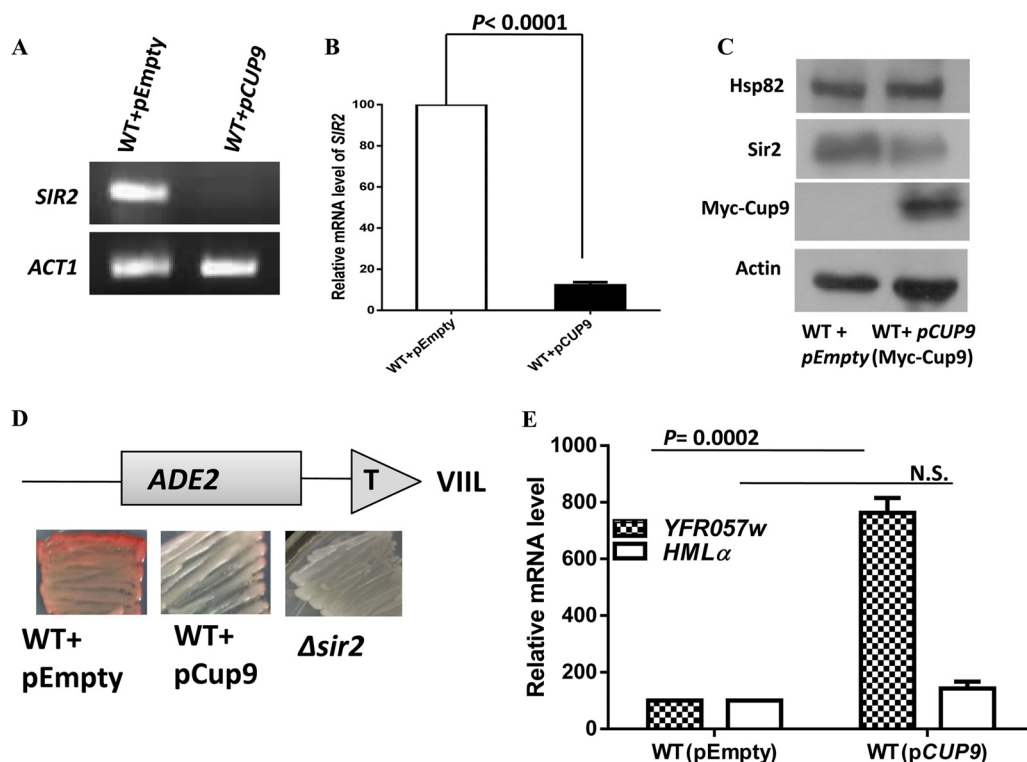 A
WT+pEmpty
WT+pCUP9
SIR2
ACT1
B
P< 0.0001
Relative mRNA level of SIR2
100
80
60
40
20
0
WT+pEmpty
WT+pCUP9
C
Hsp82
Sir2
Myc-Cup9
Actin
WT + WT+ pCUP9
pEmpty (Myc-Cup9)
D
ADE2
T
VIIL
WT+
pEmpty
WT+
pCup9
Δsir2
E
P= 0.0002
N.S.
Relative mRNA level
1000
800
600
400
200
0
YFR057w
HMLα
WT(pEmpty)
WT(pCUP9)